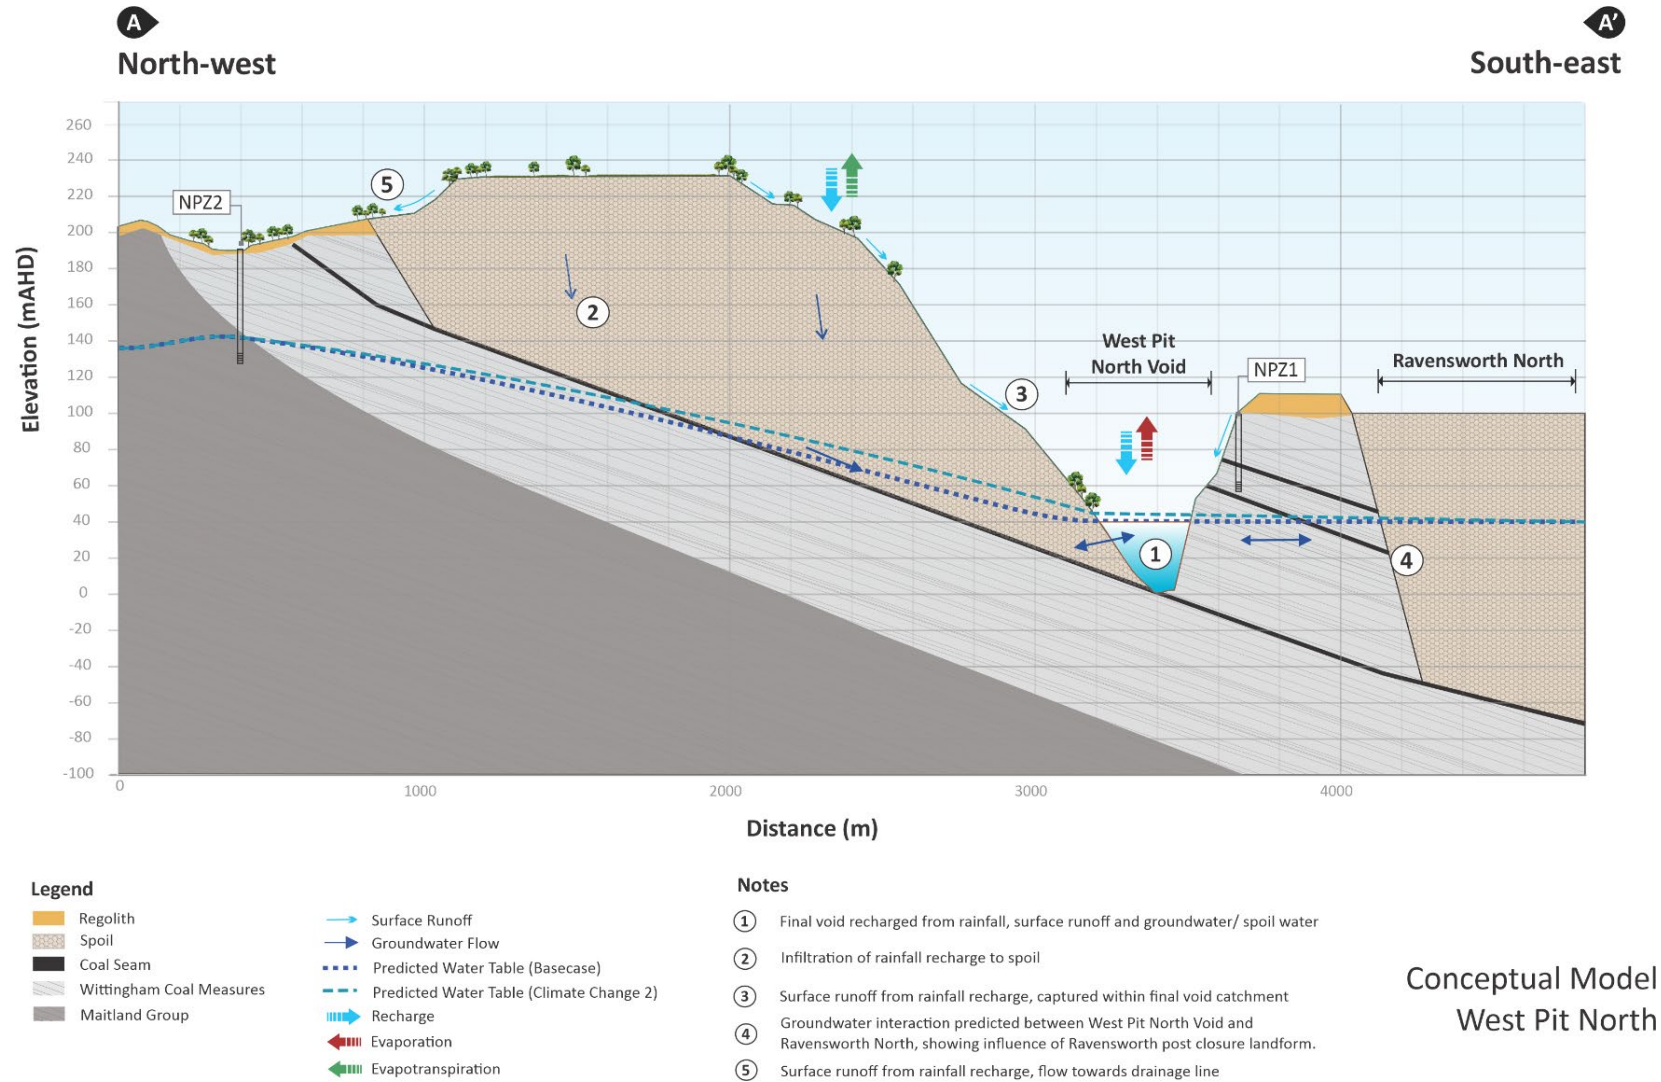 A
A'
North-west
South-east
Elevation (mAHD)
260
240
220
200
180
160
140
120
100
80
60
40
20
0
-20
-40
-60
-80
-100
NPZ2
5
2
3
West Pit
North Void
NPZ1
Ravensworth North
1
4
0
1000
2000
3000
4000
Distance (m)
Legend
Regolith
Spoil
Coal Seam
Wittingham Coal Measures
Maitland Group
Surface Runoff
Groundwater Flow
Predicted Water Table (Basecase)
Predicted Water Table (Climate Change 2)
Recharge
Evaporation
Evapotranspiration
Notes
1 Final void recharged from rainfall, surface runoff and groundwater/ spoil water
2 Infiltration of rainfall recharge to spoil
3 Surface runoff from rainfall recharge, captured within final void catchment
4 Groundwater interaction predicted between West Pit North Void and
Ravensworth North, showing influence of Ravensworth post closure landform.
5 Surface runoff from rainfall recharge, flow towards drainage line
Conceptual Model
West Pit North